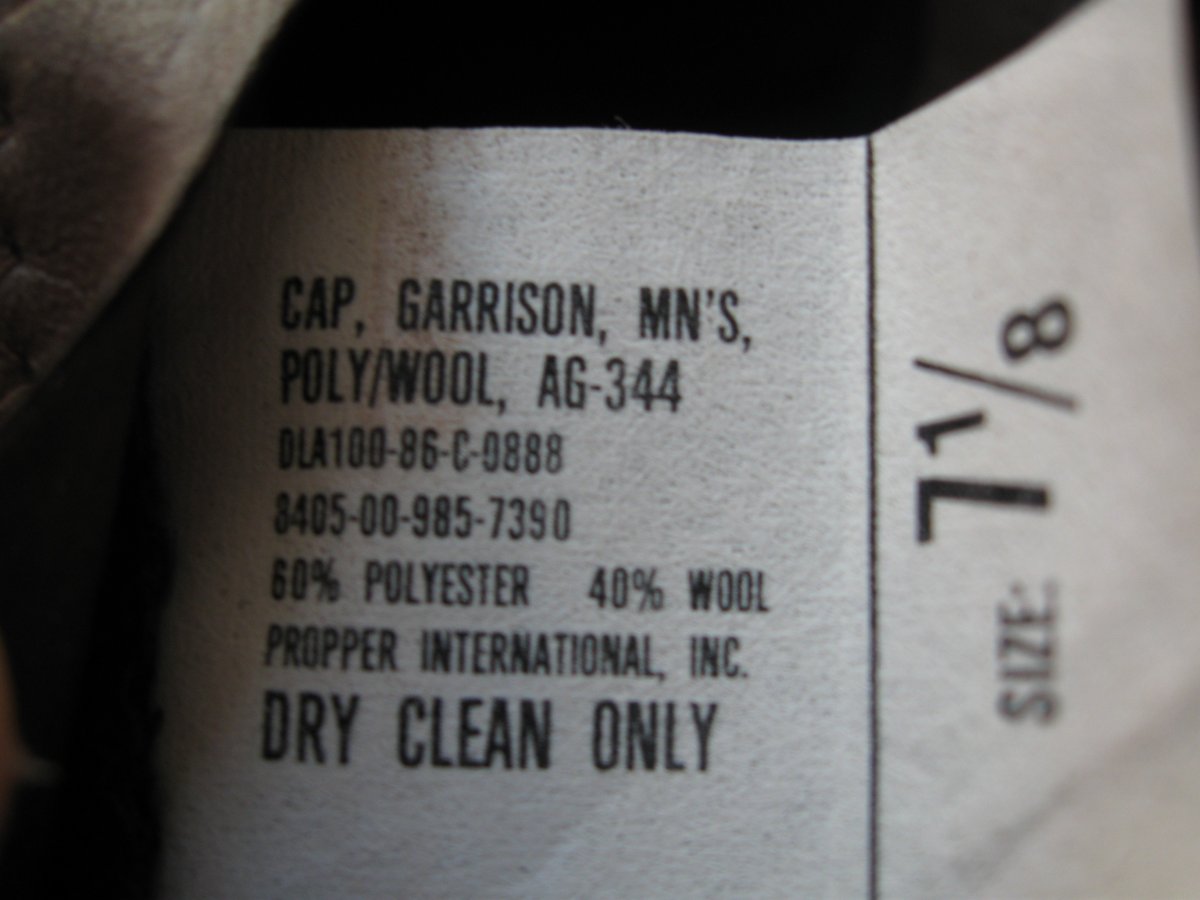 CAP, GARRISON, MN'S,
POLY/WOOL, AG-344
DLA100-86-C-0888
8405-00-985-7390
60% POLYESTER 40% WOOL
PROPPER INTERNATIONAL, INC.
DRY CLEAN ONLY
SIZE: 7 1/8